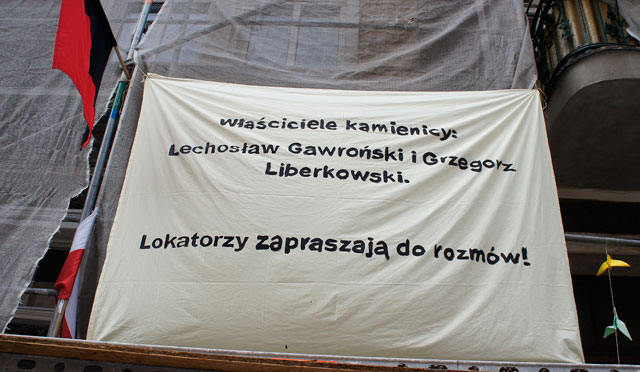 właściciele kamienicy:
Lechosław Gawroński i Grzegorz
Liberkowski.
Lokatorzy zapraszają do rozmów!